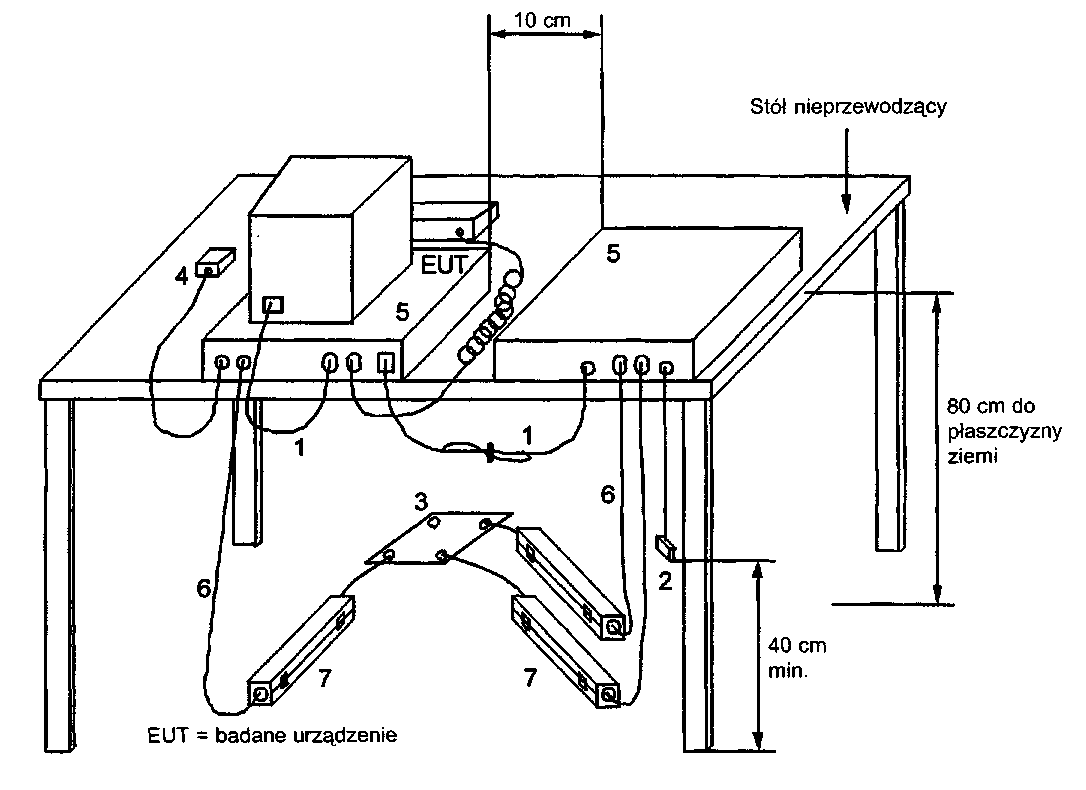 10 cm
Stół nieprzewodzący
4
EUT
5
5
1
1
80 cm do
płaszczyzny
ziemi
3
6
6
2
7
7
40 cm
min.
EUT = badane urządzenie